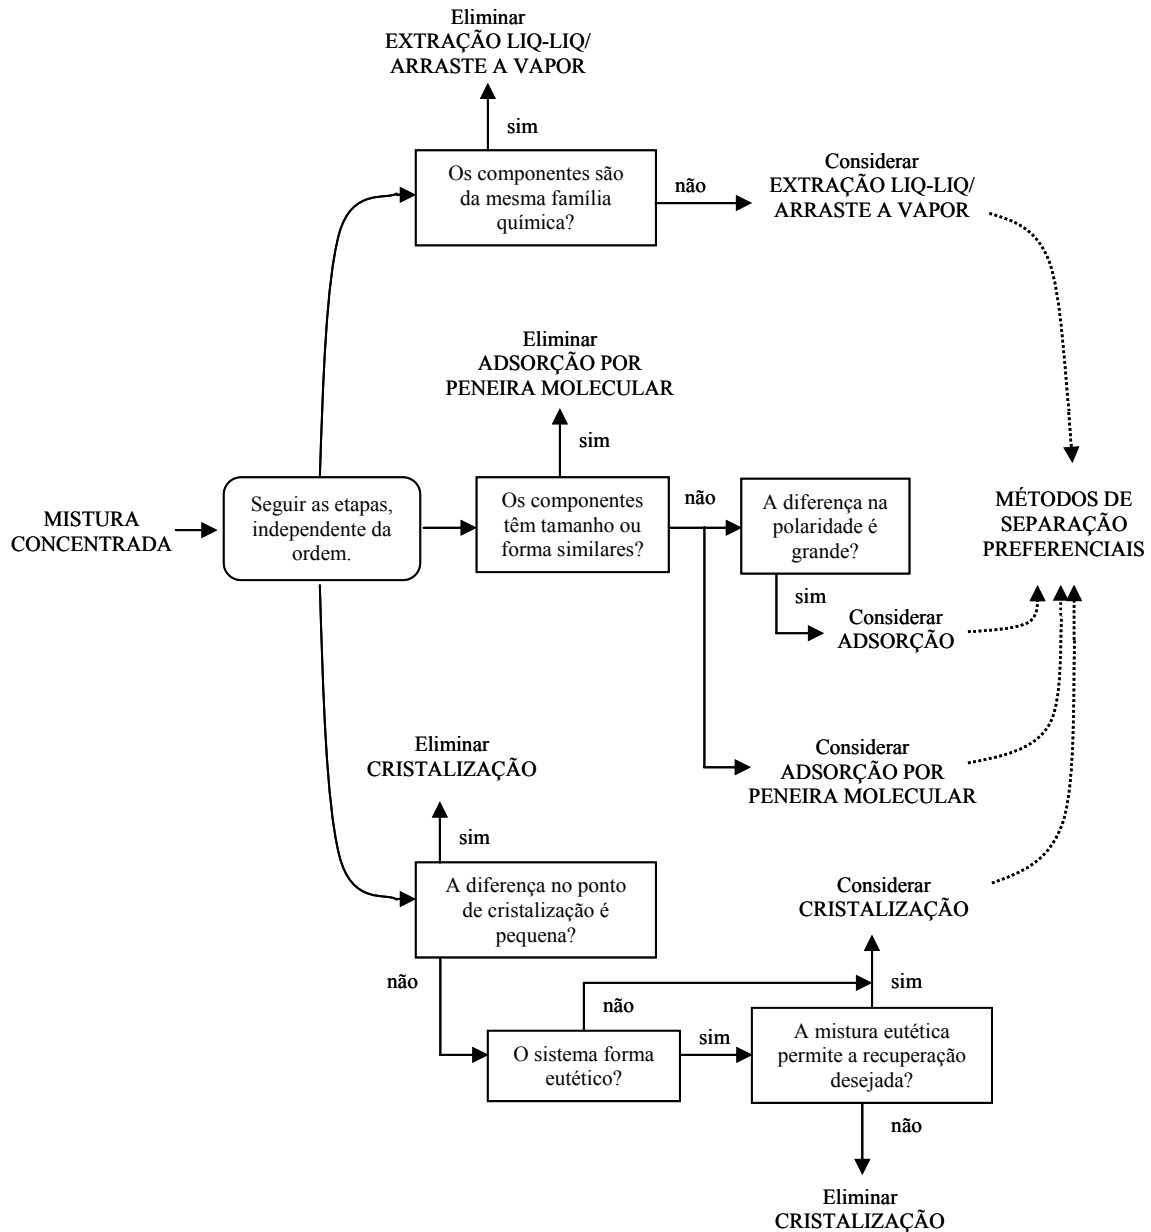 Eliminar
EXTRAÇÃO LIQ-LIQ/
ARRASTE A VAPOR
sim
Os componentes são
da mesma família
química?
não
Considerar
EXTRAÇÃO LIQ-LIQ/
ARRASTE A VAPOR
Eliminar
ADSORÇÃO POR
PENEIRA MOLECULAR
sim
MISTURA
CONCENTRADA
Seguir as etapas,
independente da
ordem.
Os componentes
têm tamanho ou
forma similares?
não
A diferença na
polaridade é
grande?
MÉTODOS DE
SEPARAÇÃO
PREFERENCIAIS
sim
Considerar
ADSORÇÃO
Considerar
ADSORÇÃO POR
PENEIRA MOLECULAR
Eliminar
CRISTALIZAÇÃO
sim
A diferença no ponto
de cristalização é
pequena?
não
Considerar
CRISTALIZAÇÃO
sim
não
O sistema forma
eutético?
sim
A mistura eutética
permite a recuperação
desejada?
não
Eliminar
CRISTALIZAÇÃO